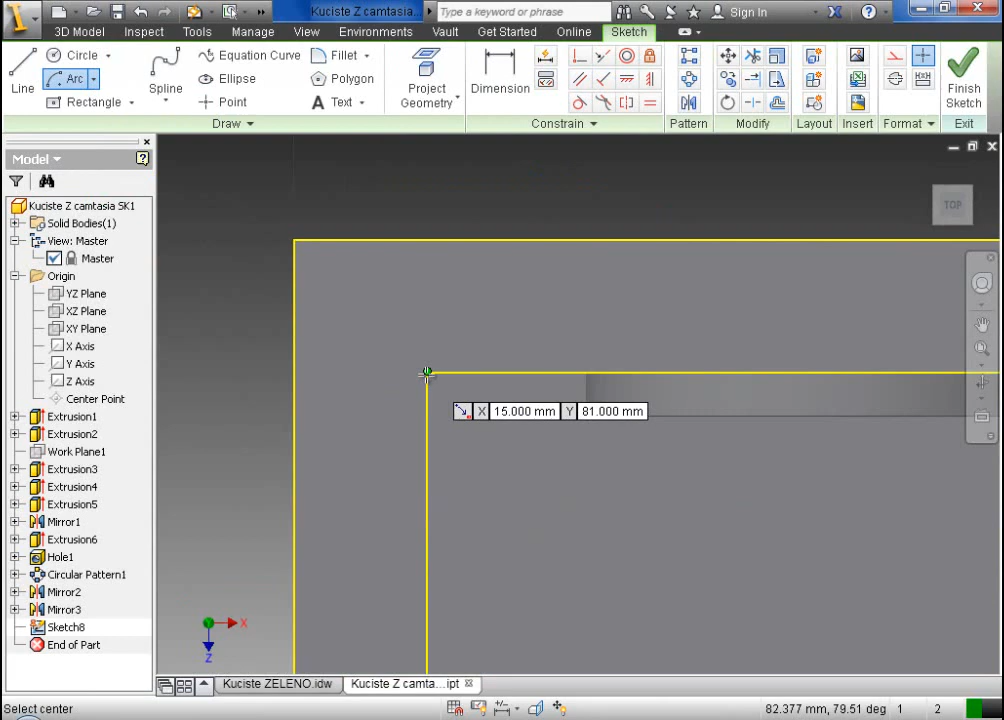 Kuciste Z camtasia...
Type a keyword or phrase
Sign In
3D Model
Inspect
Tools
Manage
View
Environments
Vault
Get Started
Online
Sketch
Line
Circle
Arc
Rectangle
Spline
Equation Curve
Ellipse
Point
Fillet
Polygon
Text
Project
Geometry
Dimension
Finish
Sketch
Draw
Constrain
Pattern
Modify
Layout
Insert
Format
Exit
Model
Kuciste Z camtasia SK1
Solid Bodies(1)
View: Master
Master
Origin
YZ Plane
XZ Plane
XY Plane
X Axis
Y Axis
Z Axis
Center Point
Extrusion1
Extrusion2
Work Plane1
Extrusion3
Extrusion4
Extrusion5
Mirror1
Extrusion6
Hole1
Circular Pattern1
Mirror2
Mirror3
Sketch8
End of Part
TOP
X 15.000 mm Y 81.000 mm
X
Z
Kuciste ZELENO.idw
Kuciste Z camta...ipt
Select center
82.377 mm, 79.51 deg 1 2